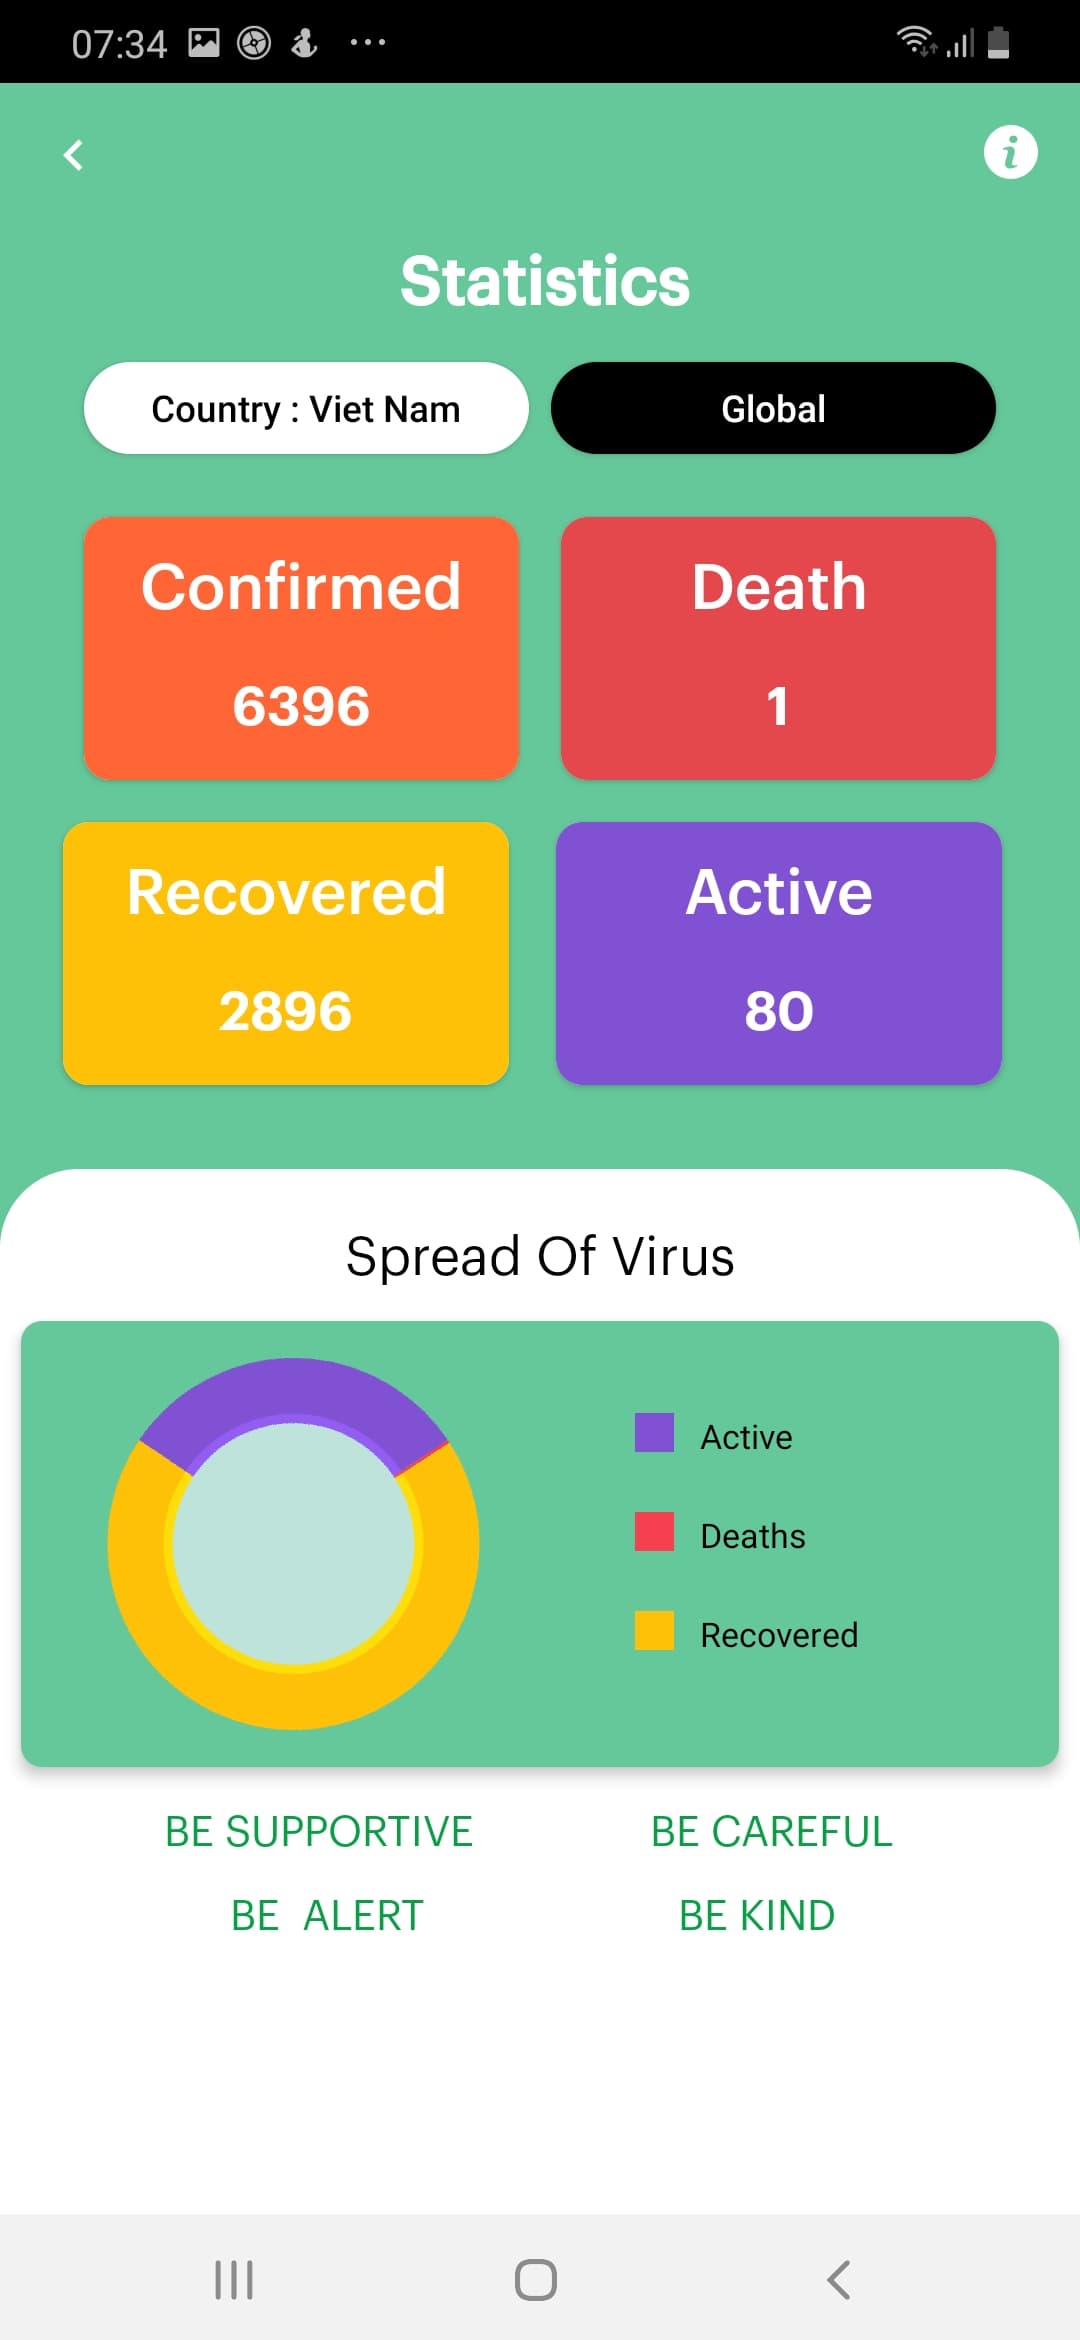 07:34
Statistics
Country : Viet Nam
Global
Confirmed
6396
Death
1
Recovered
2896
Active
80
Spread Of Virus
Active
Deaths
Recovered
BE SUPPORTIVE
BE CAREFUL
BE ALERT
BE KIND